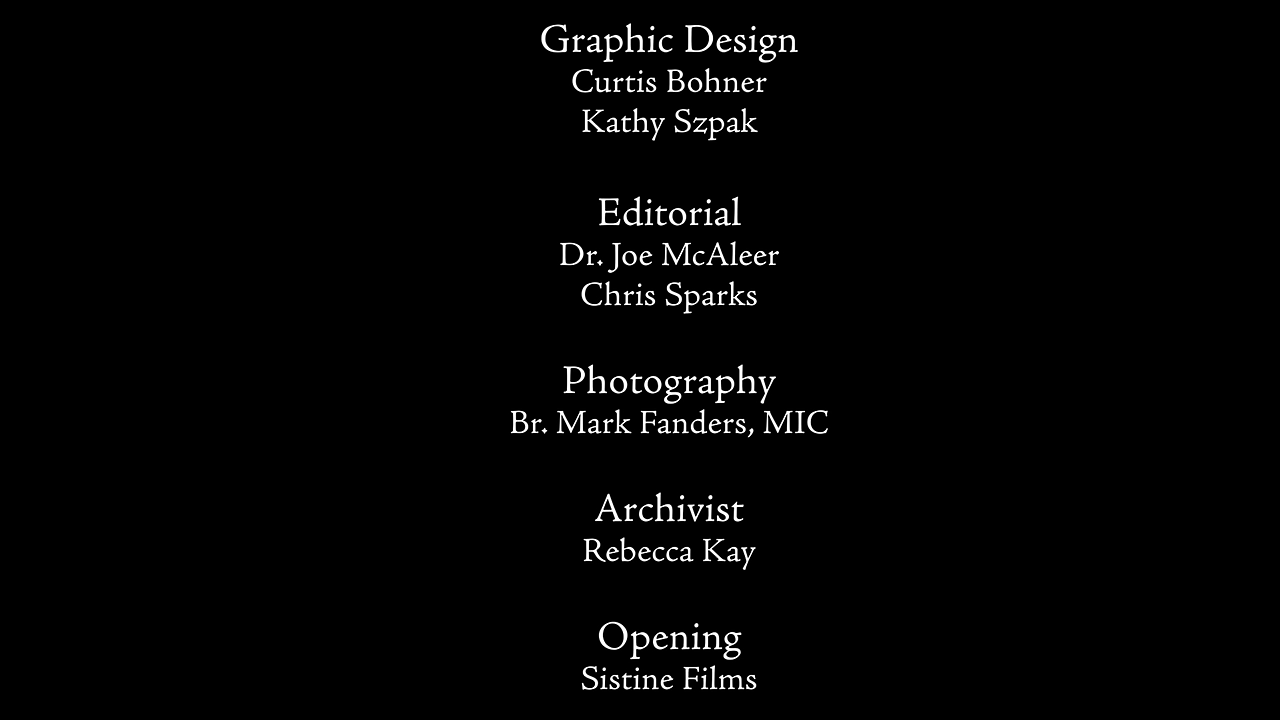 Graphic Design
Curtis Bohner
Kathy Szpak
Editorial
Dr. Joe McAleer
Chris Sparks
Photography
Br. Mark Fanders, MIC
Archivist
Rebecca Kay
Opening
Sistine Films